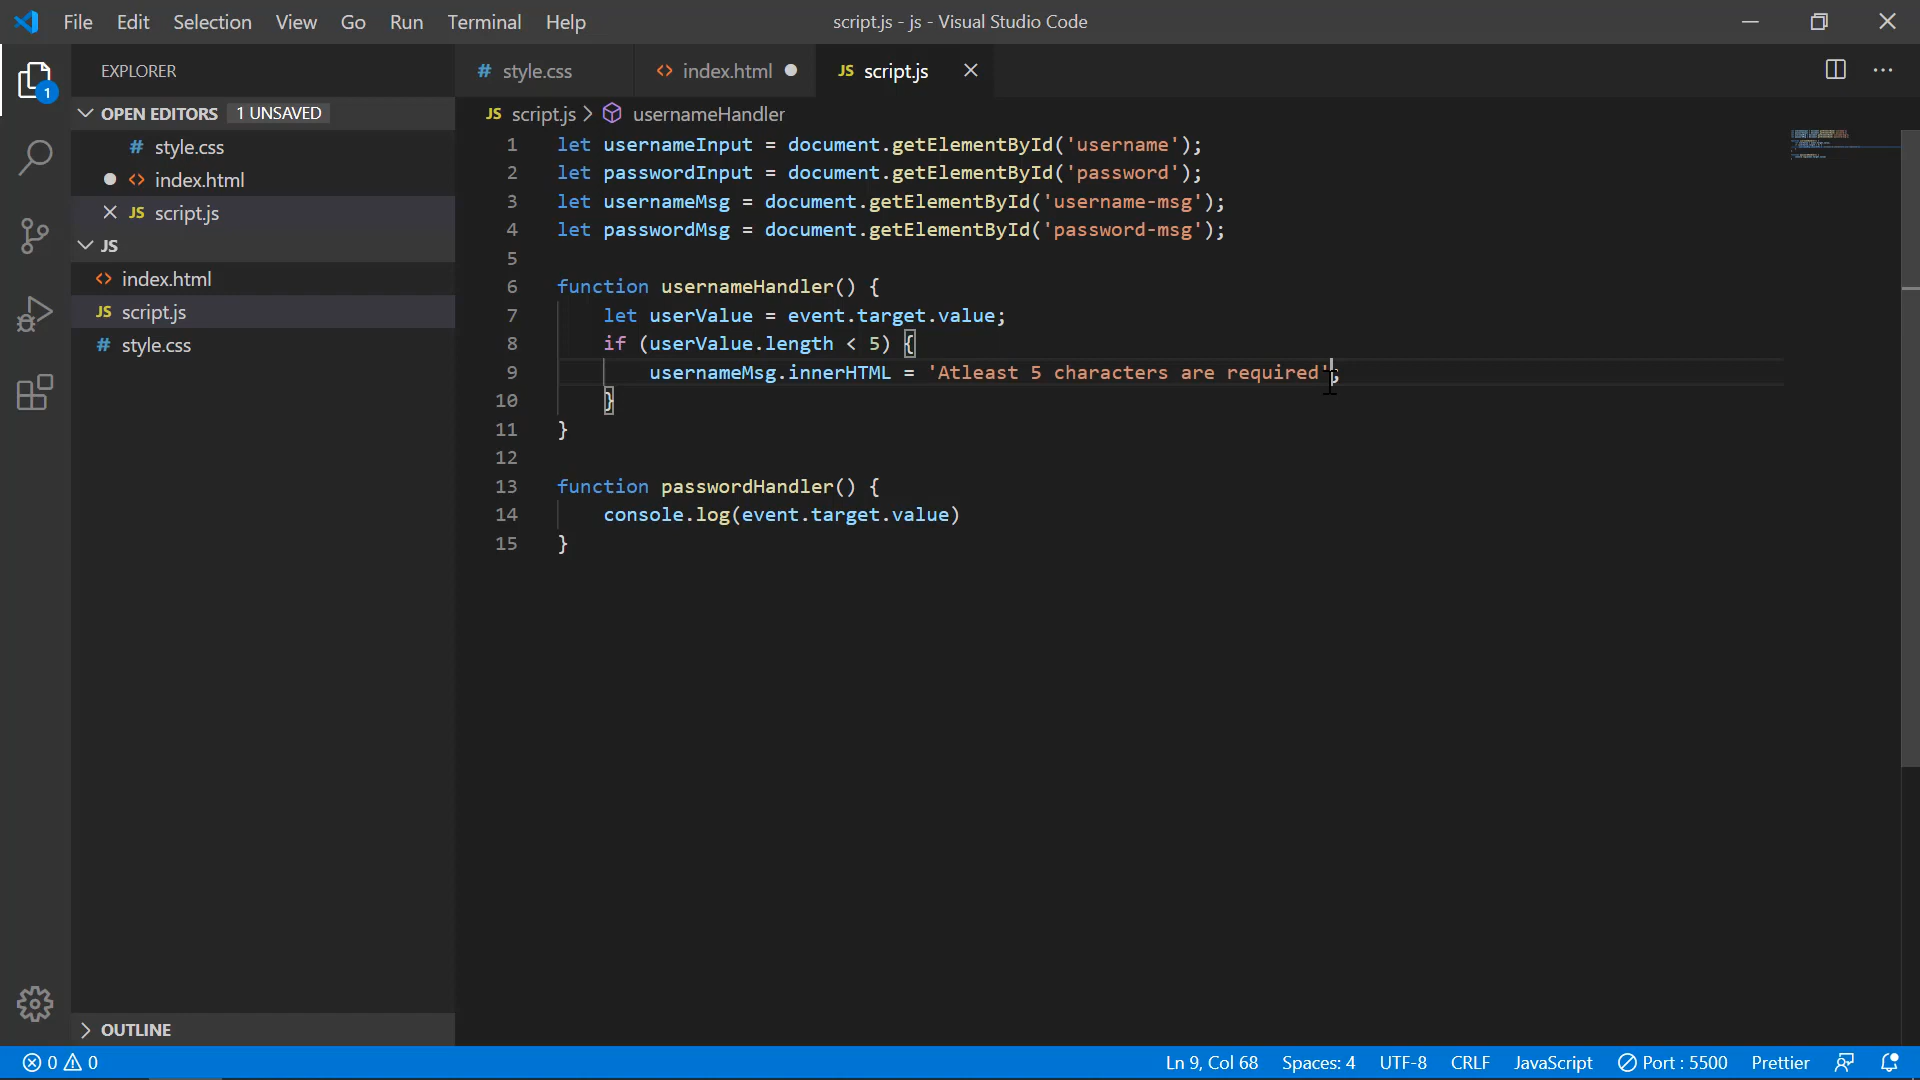 File Edit Selection View Go Run Terminal Help script.js - js - Visual Studio Code
EXPLORER
OPEN EDITORS 1 UNSAVED
# style.css
<> index.html
JS script.js
JS
<> index.html
JS script.js
# style.css
OUTLINE
# style.css <> index.html JS script.js
JS script.js > usernameHandler
1 let usernameInput = document.getElementById('username');
2 let passwordInput = document.getElementById('password');
3 let usernameMsg = document.getElementById('username-msg');
4 let passwordMsg = document.getElementById('password-msg');
5
6 function usernameHandler() {
7 let userValue = event.target.value;
8 if (userValue.length < 5) {
9 usernameMsg.innerHTML = 'Atleast 5 characters are required';
10 }
11 }
12
13 function passwordHandler() {
14 console.log(event.target.value)
15 }
1
0 0 Ln 9, Col 68 Spaces: 4 UTF-8 CRLF JavaScript Port : 5500 Prettier